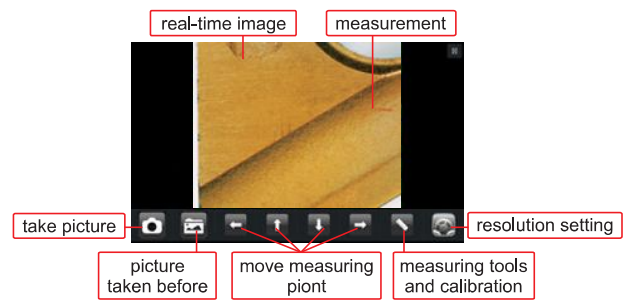 real-time image
measurement
take picture
resolution setting
picture
taken before
move measuring
piont
measuring tools
and calibration